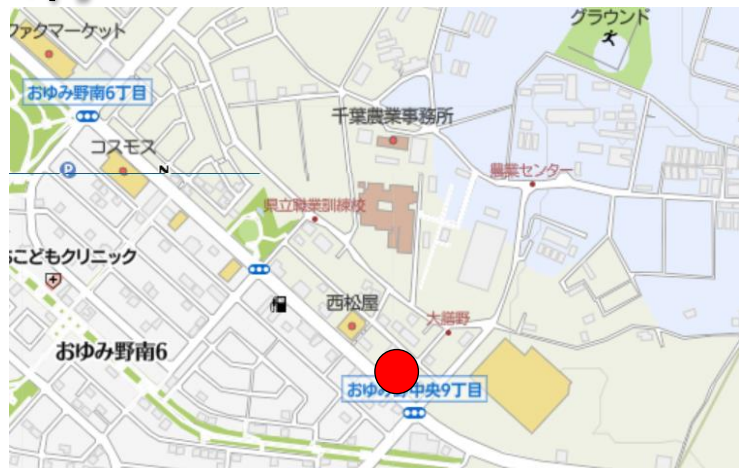 グラウンド
ファクマーケット
おゆみ野南6丁目
千葉農業事務所
コスモス
N
P
農業センター
県立職業訓練校
こどもクリニック
西松屋
大膳野
おゆみ野南6
中央9丁目